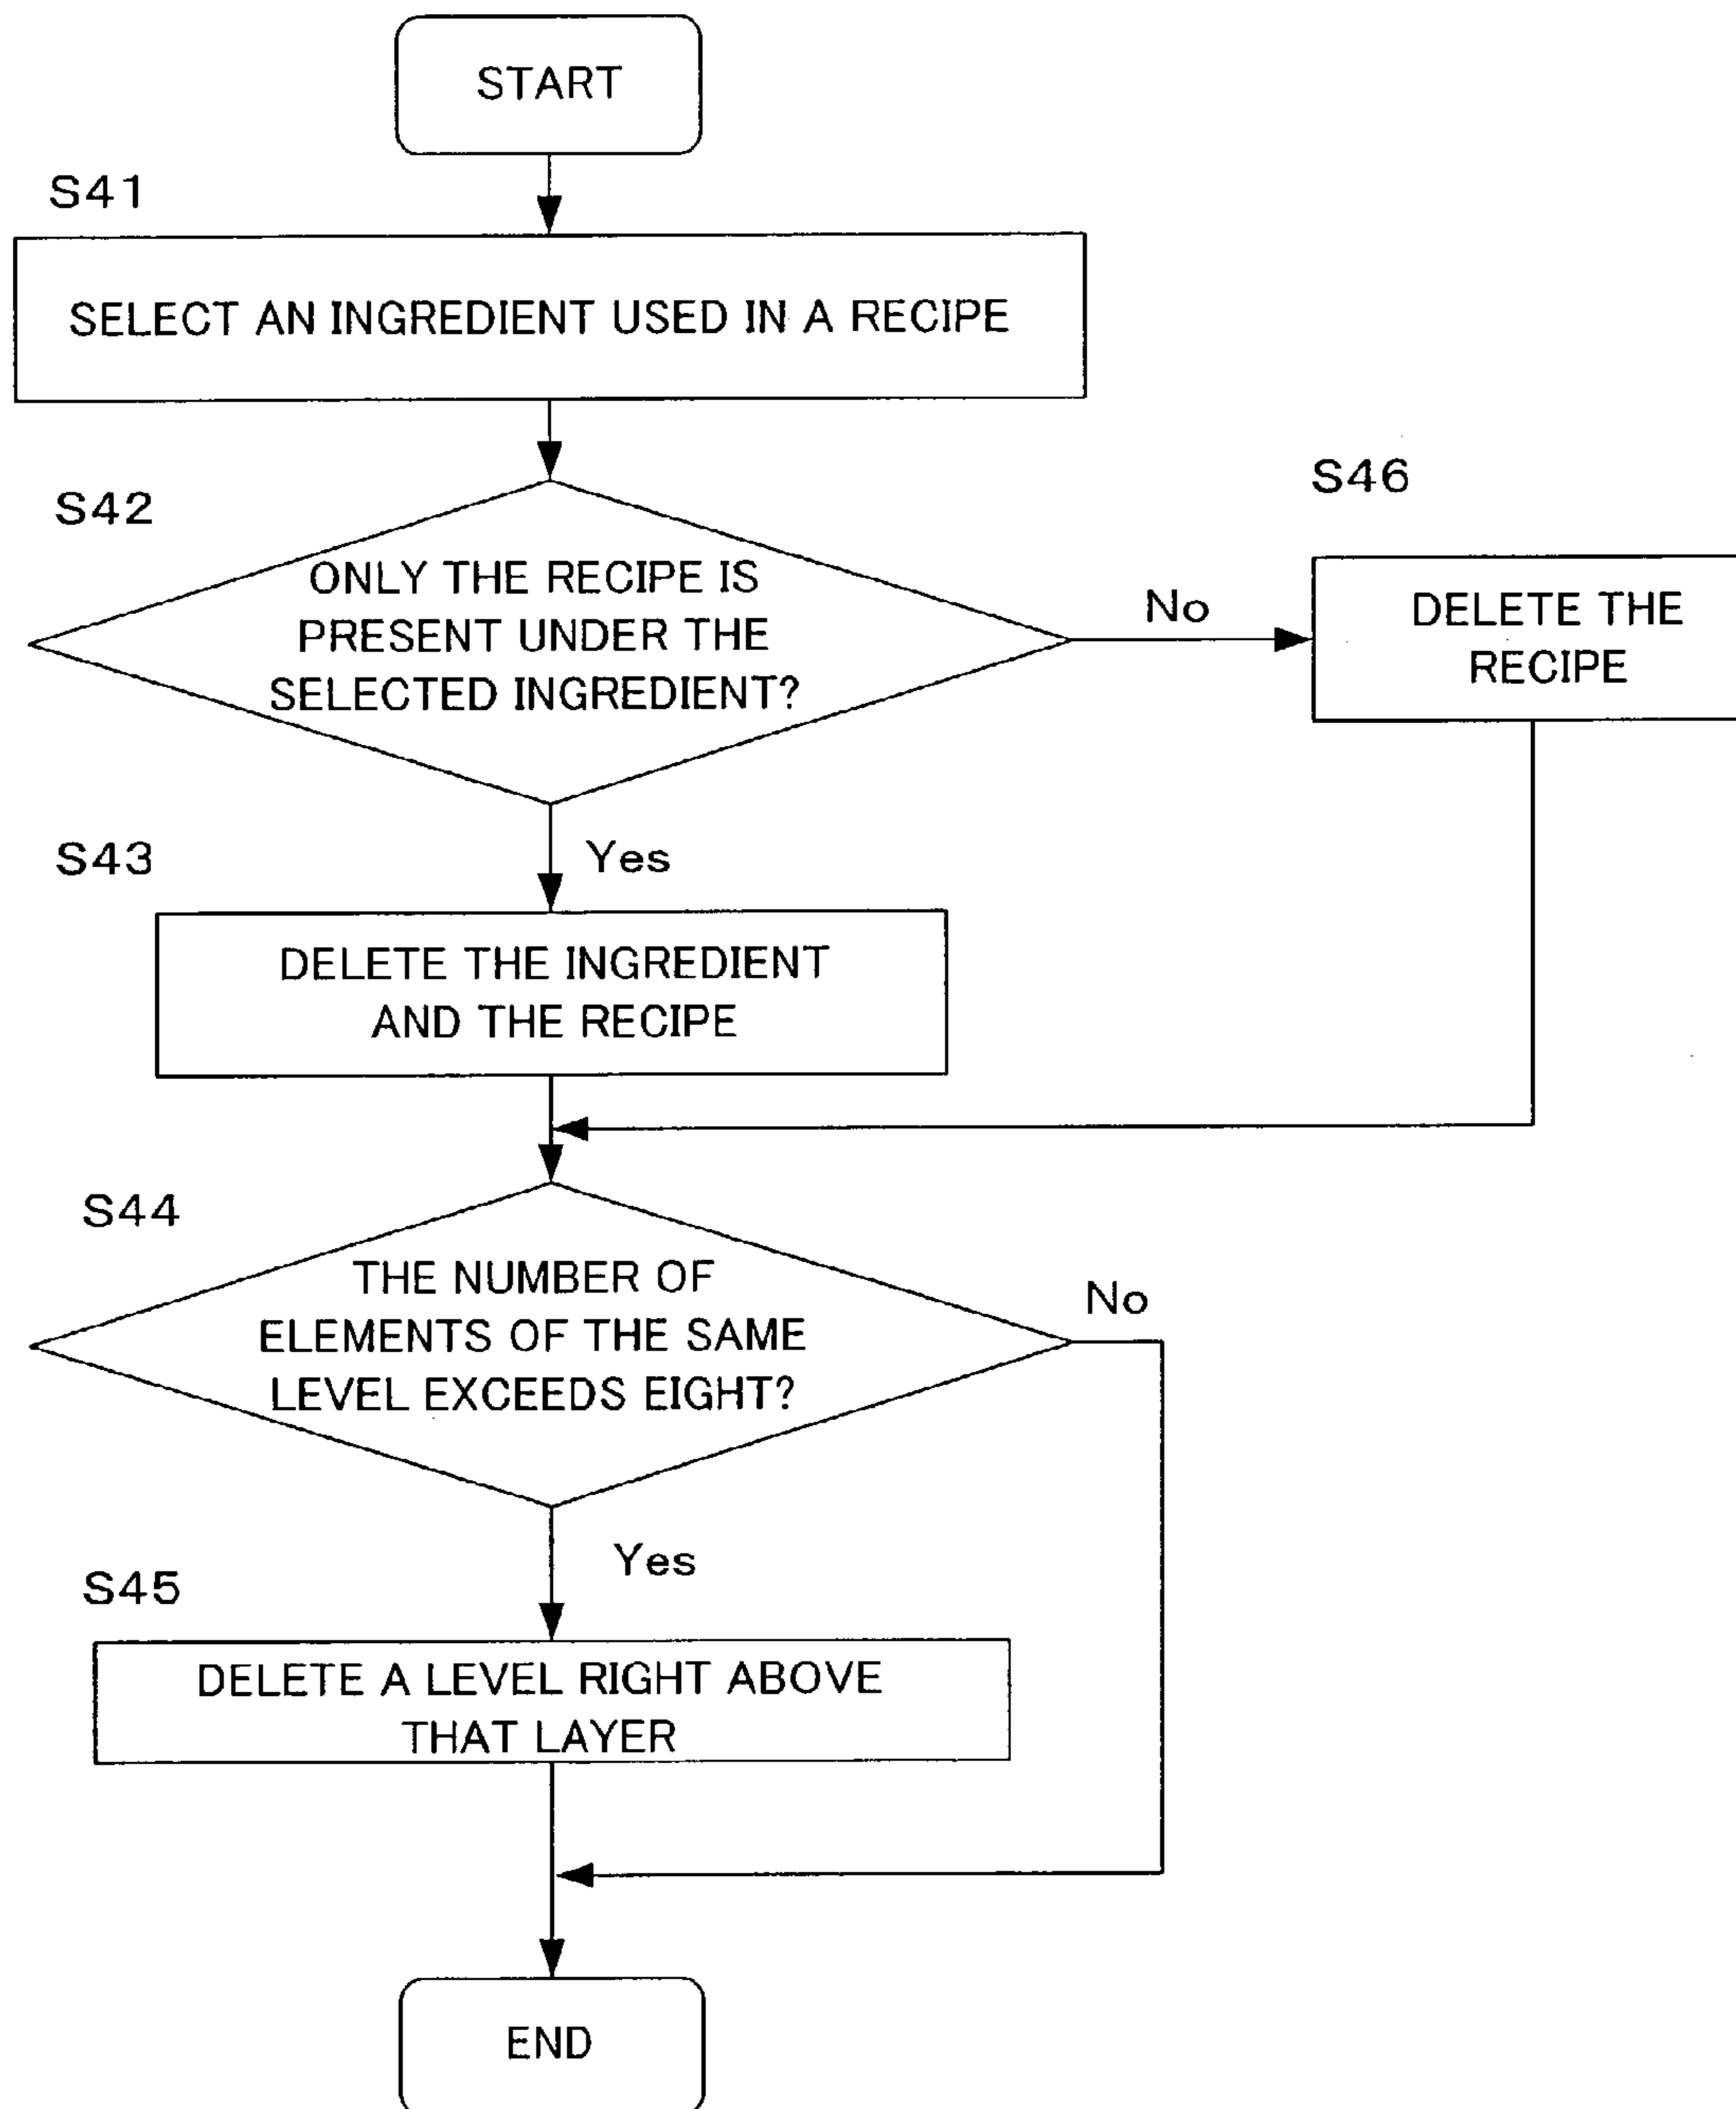 START
S41
SELECT AN INGREDIENT USED IN A RECIPE
S42
ONLY THE RECIPE IS
PRESENT UNDER THE
SELECTED INGREDIENT?
No
S46
DELETE THE
RECIPE
Yes
S43
DELETE THE INGREDIENT
AND THE RECIPE
S44
THE NUMBER OF
ELEMENTS OF THE SAME
LEVEL EXCEEDS EIGHT?
No
Yes
S45
DELETE A LEVEL RIGHT ABOVE
THAT LAYER
END